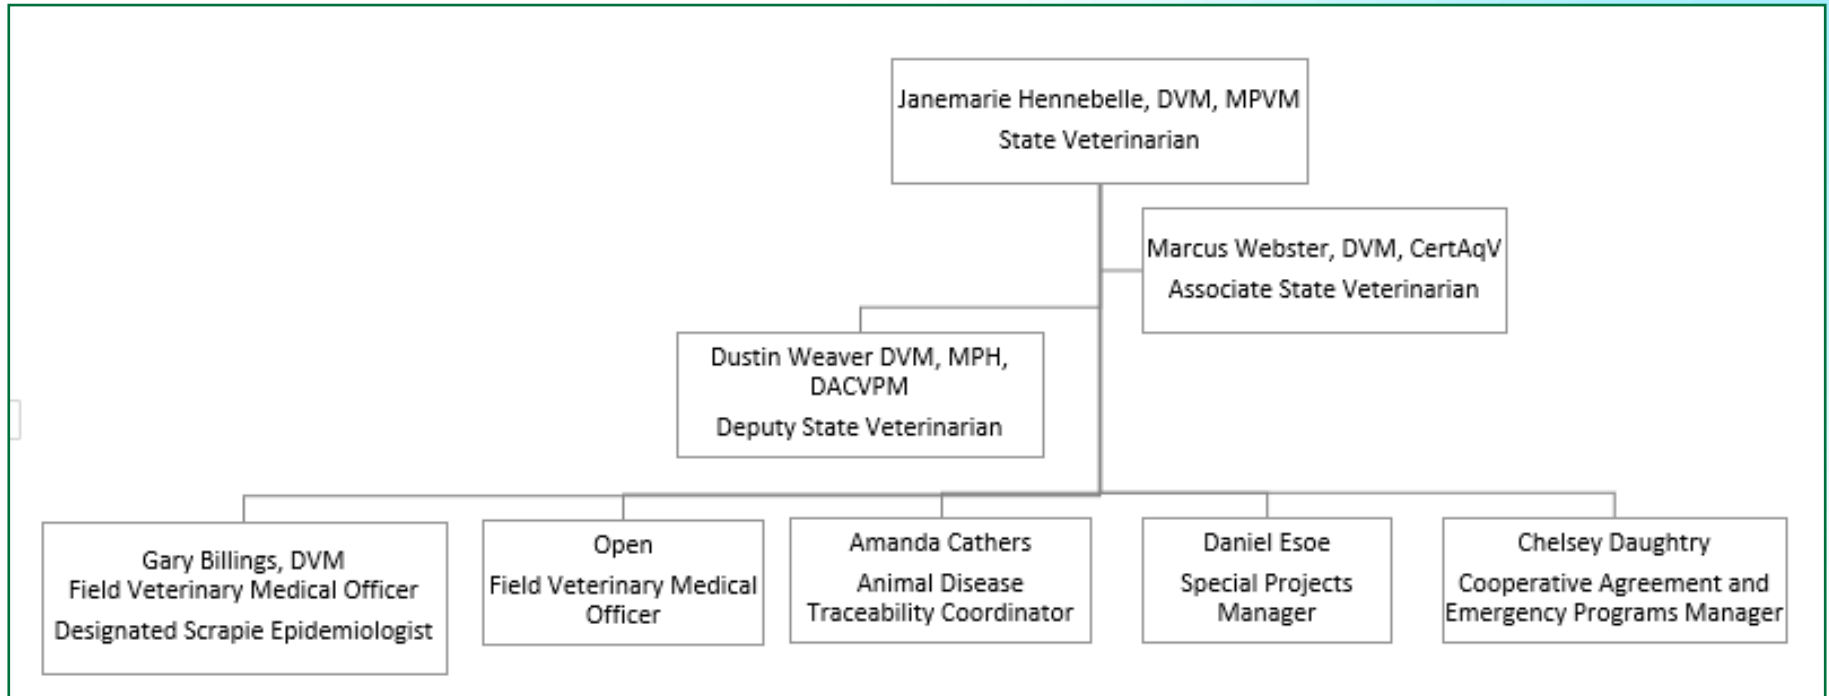 Janemarie Hennebelle, DVM, MPVM
State Veterinarian
Marcus Webster, DVM, CertAqV
Associate State Veterinarian
Dustin Weaver DVM, MPH,
DACVPM
Deputy State Veterinarian
Gary Billings, DVM
Field Veterinary Medical Officer
Designated Scrapie Epidemiologist
Open
Field Veterinary Medical
Officer
Amanda Cathers
Animal Disease
Traceability Coordinator
Daniel Esoe
Special Projects
Manager
Chelsey Daughtry
Cooperative Agreement and
Emergency Programs Manager